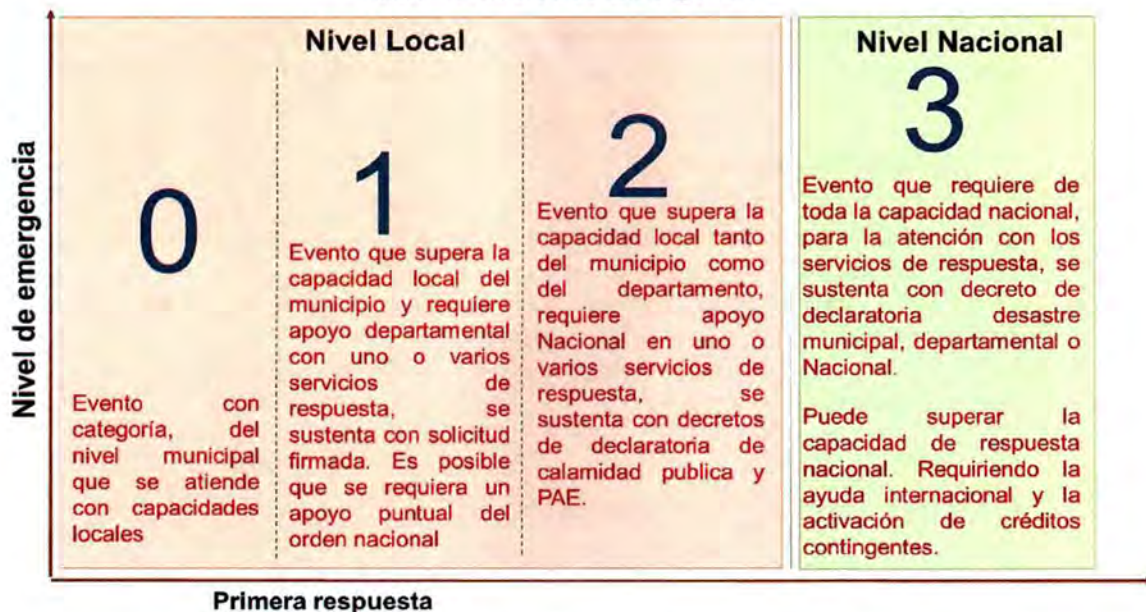 Nivel de emergencia
Nivel Local
0
Evento con
categoría, del
nivel municipal
que se atiende
con capacidades
locales
1
Evento que supera la
capacidad local del
municipio y requiere
apoyo departamental
con uno o varios
servicios de
respuesta, se
sustenta con solicitud
firmada. Es posible
que se requiera un
apoyo puntual del
orden nacional
2
Evento que supera la
capacidad local tanto
del municipio como
del departamento,
requiere apoyo
Nacional en uno o
varios servicios de
respuesta, se
sustenta con decretos
de declaratoria de
calamidad publica y
PAE.
Nivel Nacional
3
Evento que requiere de
toda la capacidad nacional,
para la atención con los
servicios de respuesta, se
sustenta con decreto de
declaratoria desastre
municipal, departamental o
Nacional.
Puede superar la
capacidad de respuesta
nacional. Requiriendo la
ayuda internacional y la
activación de créditos
contingentes.
Primera respuesta